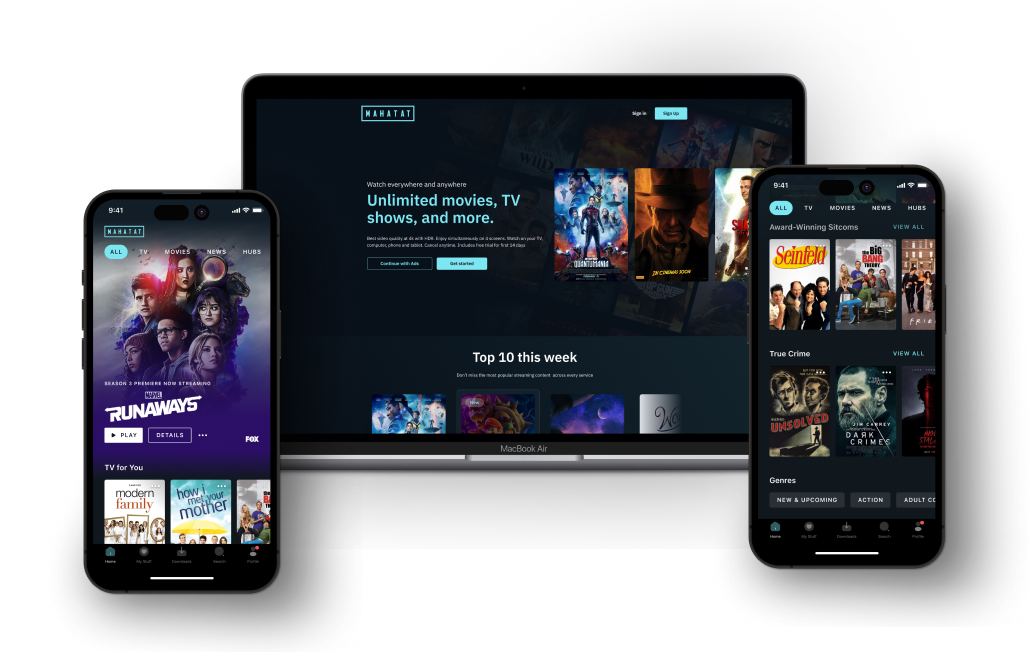 MAHATAT
Sign in
Sign Up
Watch everywhere and anywhere
Unlimited movies, TV
shows, and more.
Best video quality at 4k with HDR. Enjoy simultaneously on 3 screens. Watch on your TV,
computer, phone and tablet. Cancel anytime. Includes free trial for first 14 days
Continue with Ads
Get started
QUANTUMANIA
IN CINEMAS SOON
Top 10 this week
Don't miss the most popular streaming content across every service
New
MacBook Air
9:41
MAHATAT
ALL
TV
MOVIES
NEWS
HUBS
SEASON 3 PREMIERE NOW STREAMING
MARVEL
RUNAWAYS
PLAY
DETAILS
FOX
TV for You
modern
family
how i
met your
mother
BANG
Home
My Stuff
Downloads
Search
Profile
9:41
ALL
TV
MOVIES
NEWS
HUBS
Award-Winning Sitcoms
VIEW ALL
Seinfeld
the BIG
BANG
THEORY
FRIE
True Crime
VIEW ALL
UNSOLVED
JIM CARREY
DARK
CRIMES
Genres
NEW & UPCOMING
ACTION
ADULT CO
Home
My Stuff
Downloads
Search
Profile